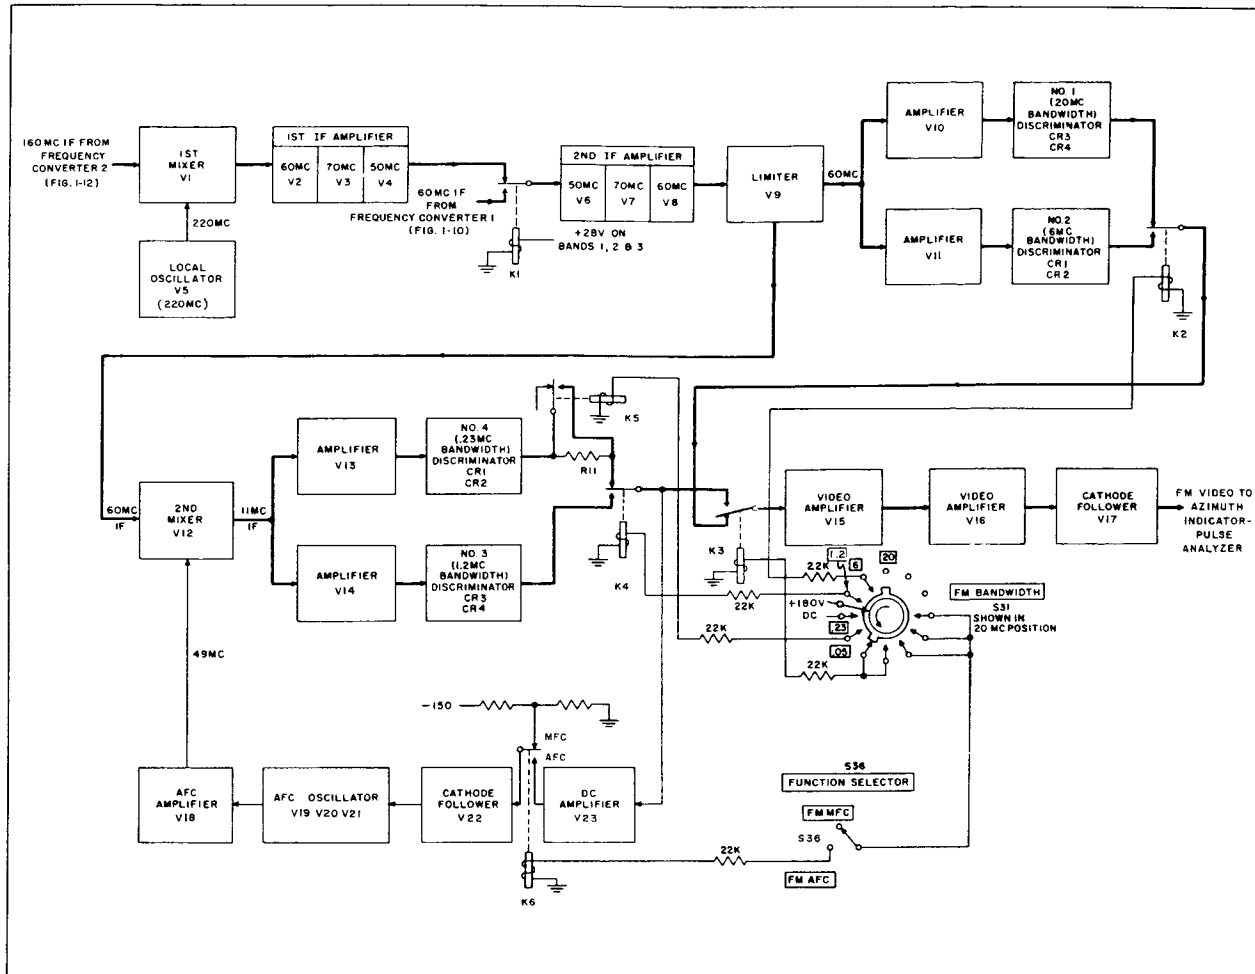 160MC IF FROM
FREQUENCY
CONVERTER 2
(FIG. 1-12)
1ST
MIXER
V1
220MC
LOCAL
OSCILLATOR
V5
(220MC)
1ST IF AMPLIFIER
60MC
V2
70MC
V3
50MC
V4
60MC IF
FROM
FREQUENCY CONVERTER 1
(FIG. 1-10)
+28V ON
BANDS 1, 2 & 3
K1
2ND IF AMPLIFIER
50MC
V6
70MC
V7
60MC
V8
LIMITER
V9
60MC
AMPLIFIER
V10
NO. 1
(20MC
BANDWIDTH)
DISCRIMINATOR
CR3
CR4
AMPLIFIER
V11
NO.2
(6MC
BANDWIDTH)
DISCRIMINATOR
CR1
CR2
K2
60MC
IF
2ND
MIXER
V12
11MC
IF
AMPLIFIER
V13
NO. 4
(.23MC
BANDWIDTH)
DISCRIMINATOR
CR1
CR2
R11
K5
AMPLIFIER
V14
NO. 3
(1.2MC
BANDWIDTH)
DISCRIMINATOR
CR3
CR4
K4
K3
VIDEO
AMPLIFIER
V15
VIDEO
AMPLIFIER
V16
CATHODE
FOLLOWER
V17
FM VIDEO TO
AZIMUTH
INDICATOR-
PULSE
ANALYZER
1.2
6
20
22K
22K
+180V
DC
.23
22K
.05
22K
FM BANDWIDTH
S31
SHOWN IN
20 MC POSITION
49MC
-150
MFC
AFC
AFC
AMPLIFIER
V18
AFC OSCILLATOR
V19 V20 V21
CATHODE
FOLLOWER
V22
DC
AMPLIFIER
V23
K6
22K
S36
FUNCTION SELECTOR
FM MFC
S36
FM AFC